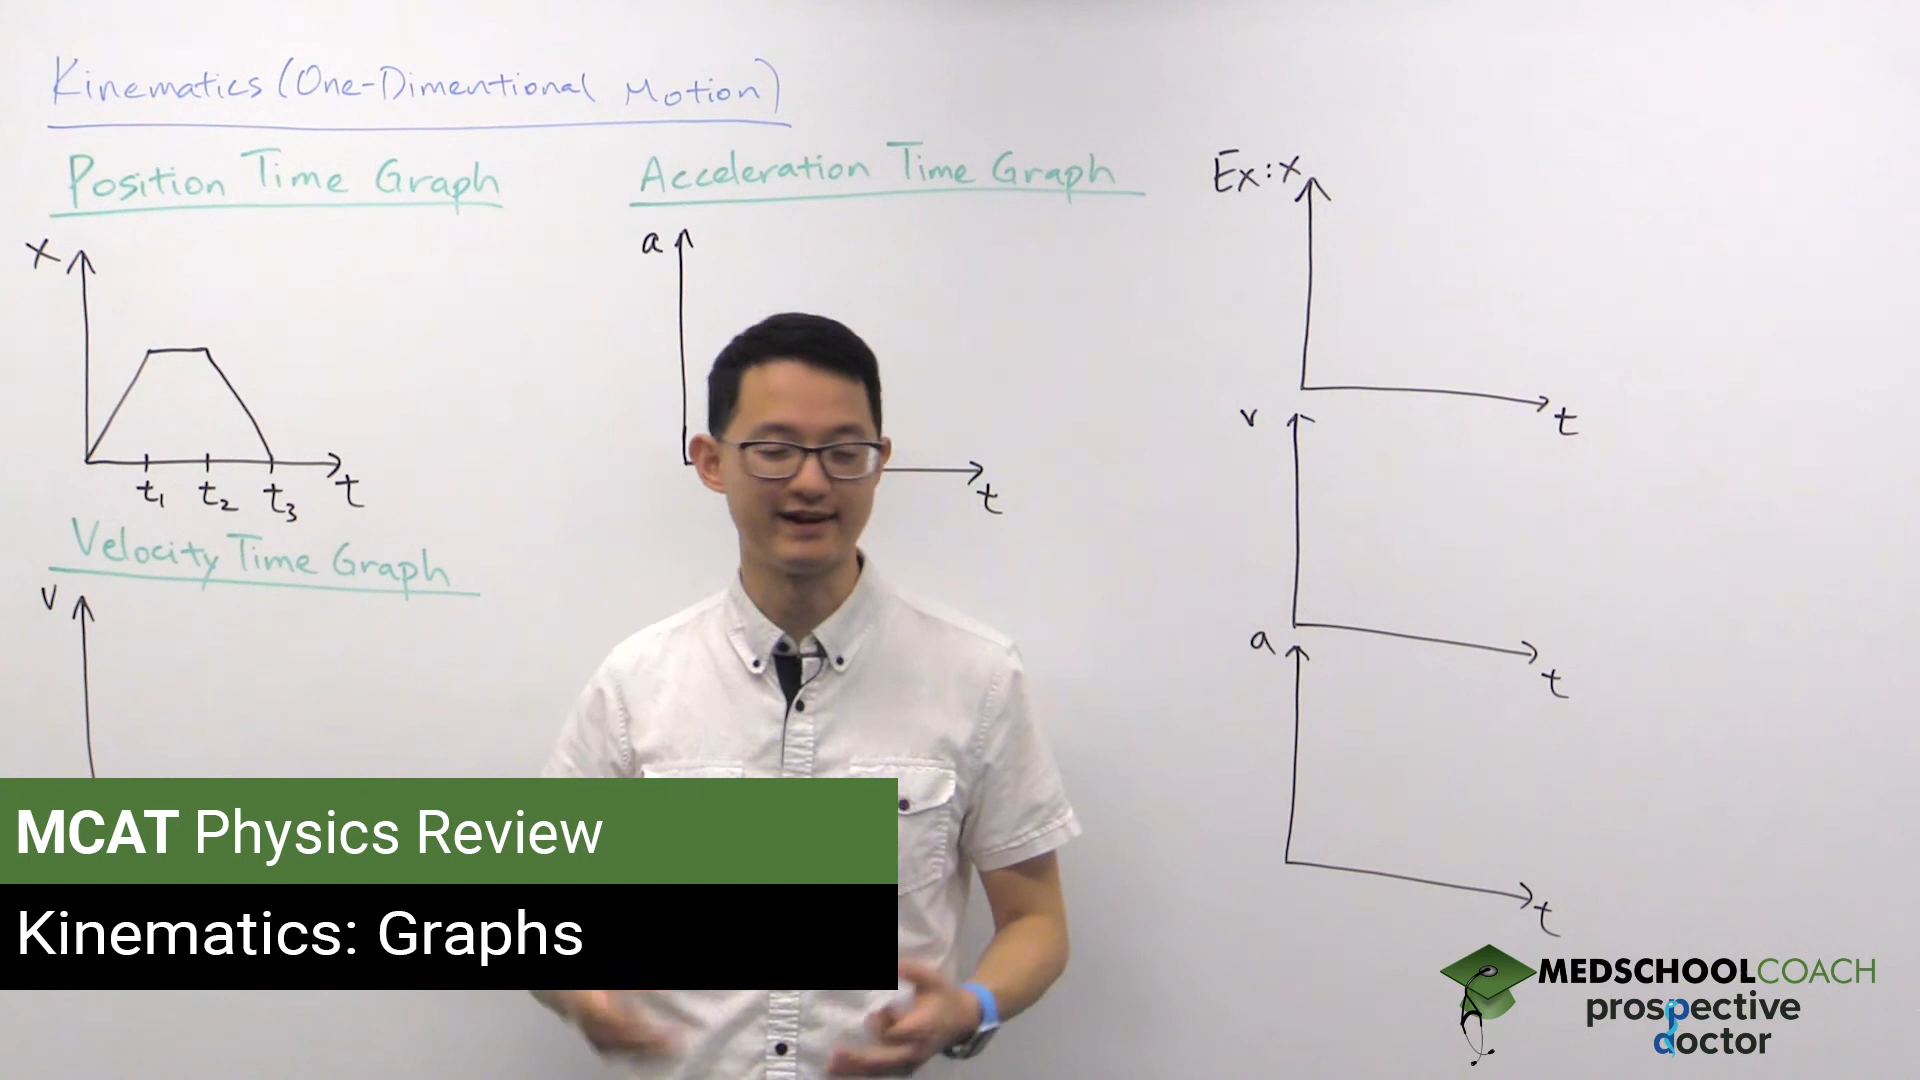 Kinematics (One-Dimentional Motion)
Position Time Graph
x
t₁ t₂ t₃ t
Velocity Time Graph
v
Acceleration Time Graph
a
t
Ex: x
t
v
t
a
t
MCAT Physics Review
Kinematics: Graphs
MEDSCHOOLCOACH
prospective
doctor